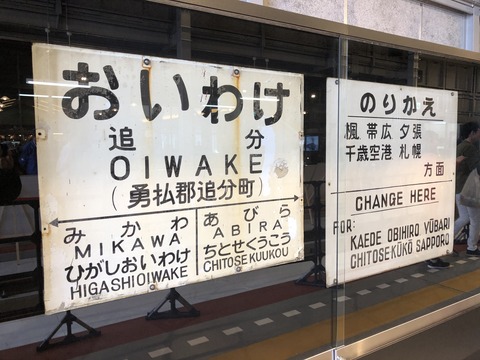 おいわけ
追分
OIWAKE
(勇払郡追分町)
みかわ
MIKAWA
ひがしおいわけ
HIGASHIOIWAKE
あびら
ABIRA
ちとせくうこう
CHITOSEKUUKOU
のりかえ
楓 帯広 夕張
千歳空港 札幌
方面
CHANGE HERE
FOR:
KAEDE OBIHIRO YŪBARI
CHITOSEKŪKŌ SAPPORO